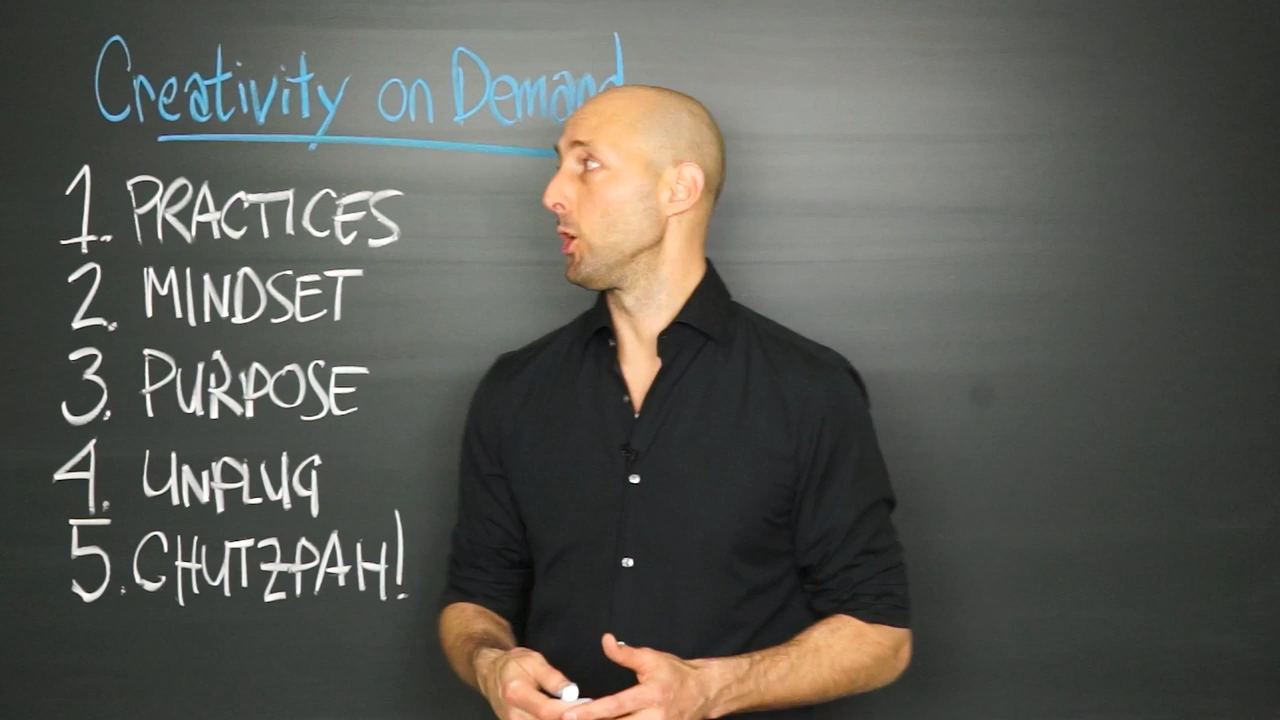 Creativity on Demand
1. PRACTICES
2. MINDSET
3. PURPOSE
4. UNPLUG
5. CHUTZPAH!